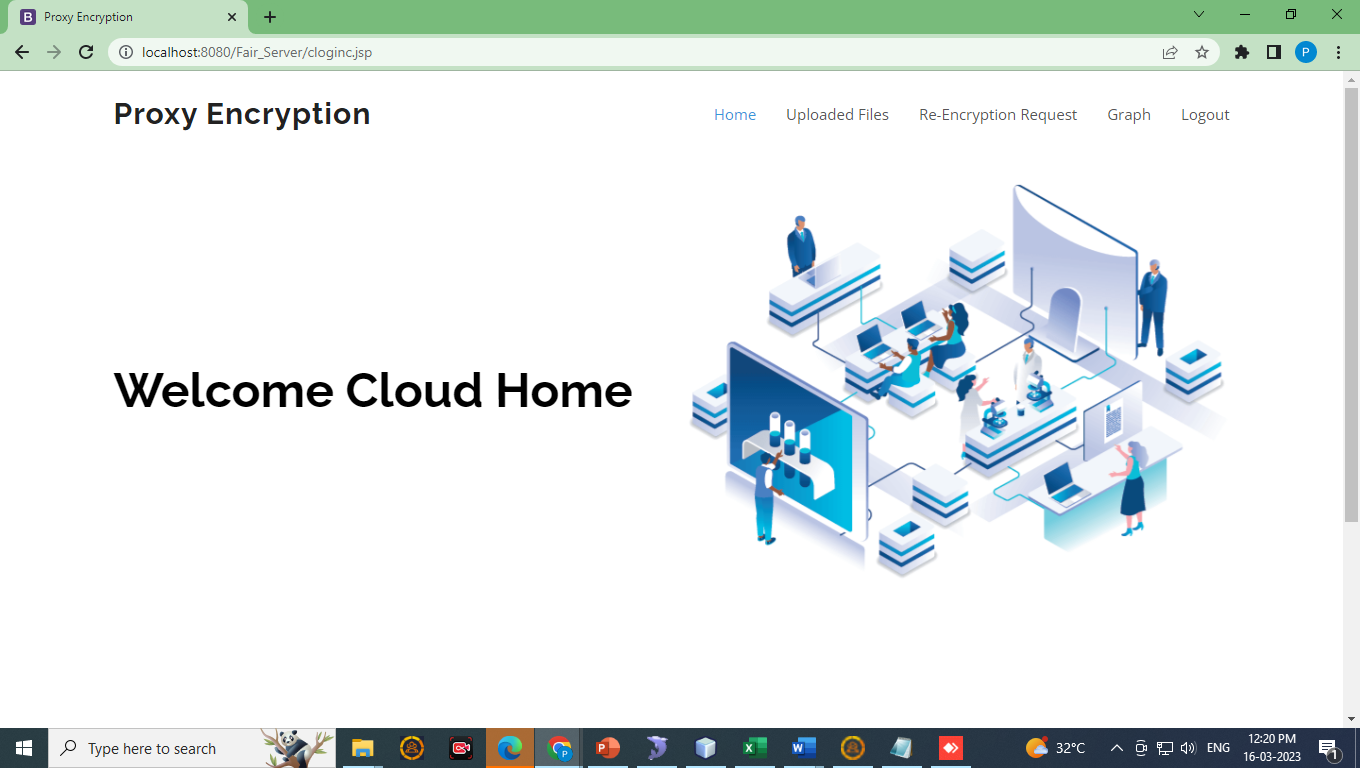 Proxy Encryption
localhost:8080/Fair_Server/cloginc.jsp
P
Proxy Encryption
Home Uploaded Files Re-Encryption Request Graph Logout
Welcome Cloud Home
Type here to search
32°C
ENG
12:20 PM
16-03-2023
1